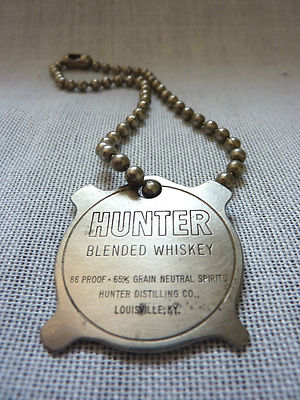 HUNTER
BLENDED WHISKEY
86 PROOF • 65% GRAIN NEUTRAL SPIRITS
HUNTER DISTILLING CO.,
LOUISVILLE, KY.